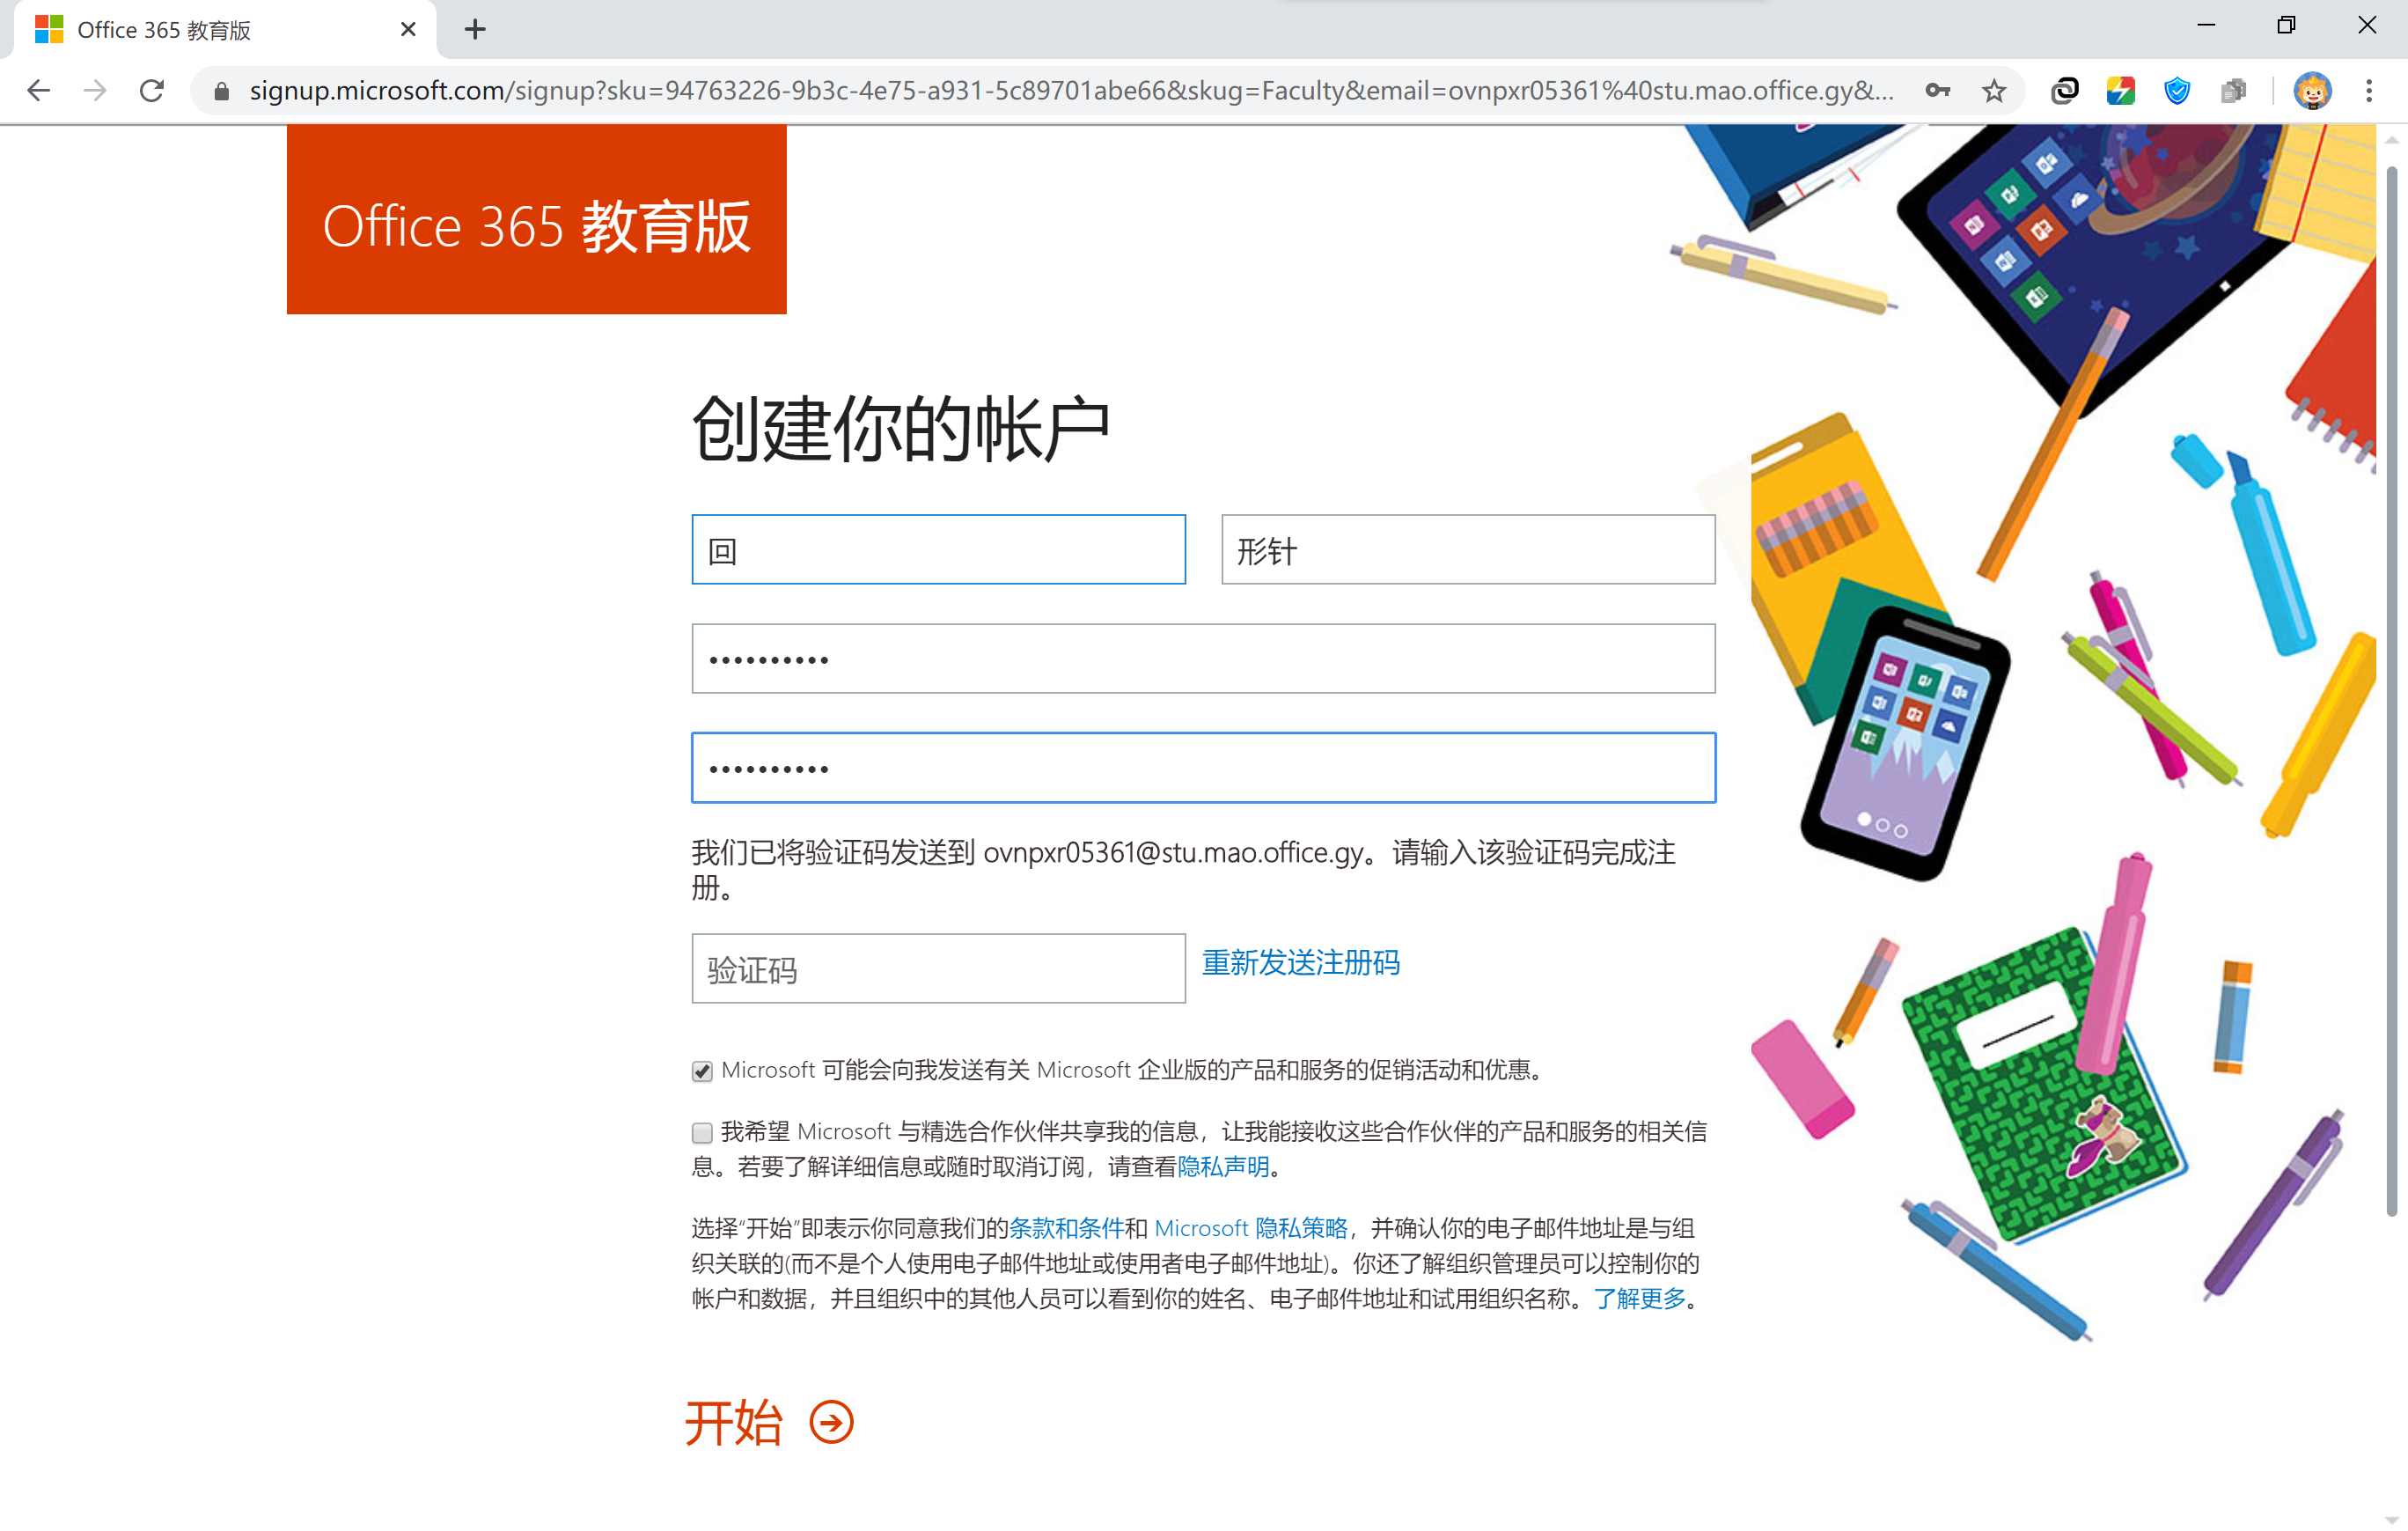 Office 365 教育版
signup.microsoft.com/signup?sku=94763226-9b3c-4e75-a931-5c89701abe66&skug=Faculty&email=ovnpxr05361%40stu.mao.office.gy&...
Office 365 教育版
创建你的帐户
回
形针
••••••••••
••••••••••
我们已将验证码发送到 ovnpxr05361@stu.mao.office.gy。请输入该验证码完成注
册。
验证码
重新发送注册码
Microsoft 可能会向我发送有关 Microsoft 企业版的产品和服务的促销活动和优惠。
我希望 Microsoft 与精选合作伙伴共享我的信息，让我能接收这些合作伙伴的产品和服务的相关信
息。若要了解详细信息或随时取消订阅，请查看隐私声明。
选择“开始”即表示你同意我们的条款和条件和 Microsoft 隐私策略，并确认你的电子邮件地址是与组
织关联的(而不是个人使用电子邮件地址或使用者电子邮件地址)。你还了解组织管理员可以控制你的
帐户和数据，并且组织中的其他人员可以看到你的姓名、电子邮件地址和试用组织名称。了解更多。
开始